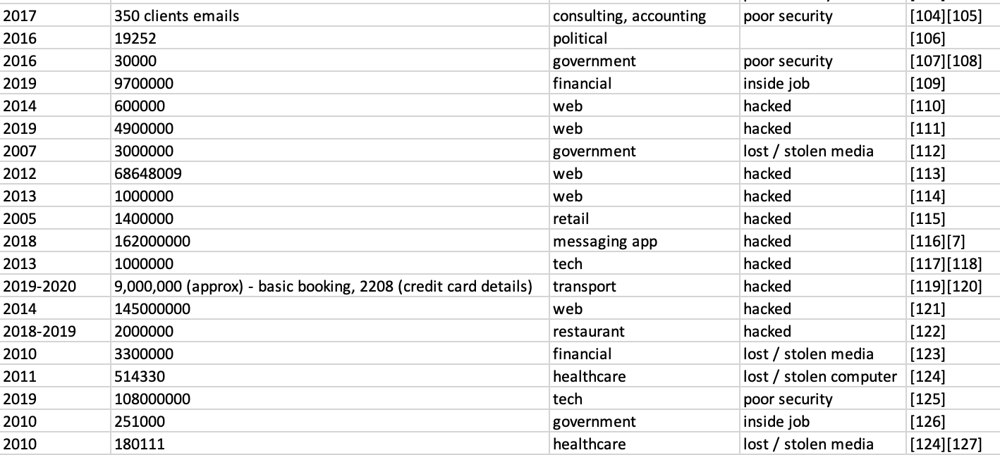 2017 350 clients emails consulting, accounting poor security [104][105]
2016 19252 political [106]
2016 30000 government poor security [107][108]
2019 9700000 financial inside job [109]
2014 600000 web hacked [110]
2019 4900000 web hacked [111]
2007 3000000 government lost / stolen media [112]
2012 68648009 web hacked [113]
2013 1000000 web hacked [114]
2005 1400000 retail hacked [115]
2018 162000000 messaging app hacked [116][7]
2013 1000000 tech hacked [117][118]
2019-2020 9,000,000 (approx) - basic booking, 2208 (credit card details) transport hacked [119][120]
2014 145000000 web hacked [121]
2018-2019 2000000 restaurant hacked [122]
2010 3300000 financial lost / stolen media [123]
2011 514330 healthcare lost / stolen computer [124]
2019 108000000 tech poor security [125]
2010 251000 government inside job [126]
2010 180111 healthcare lost / stolen media [124][127]